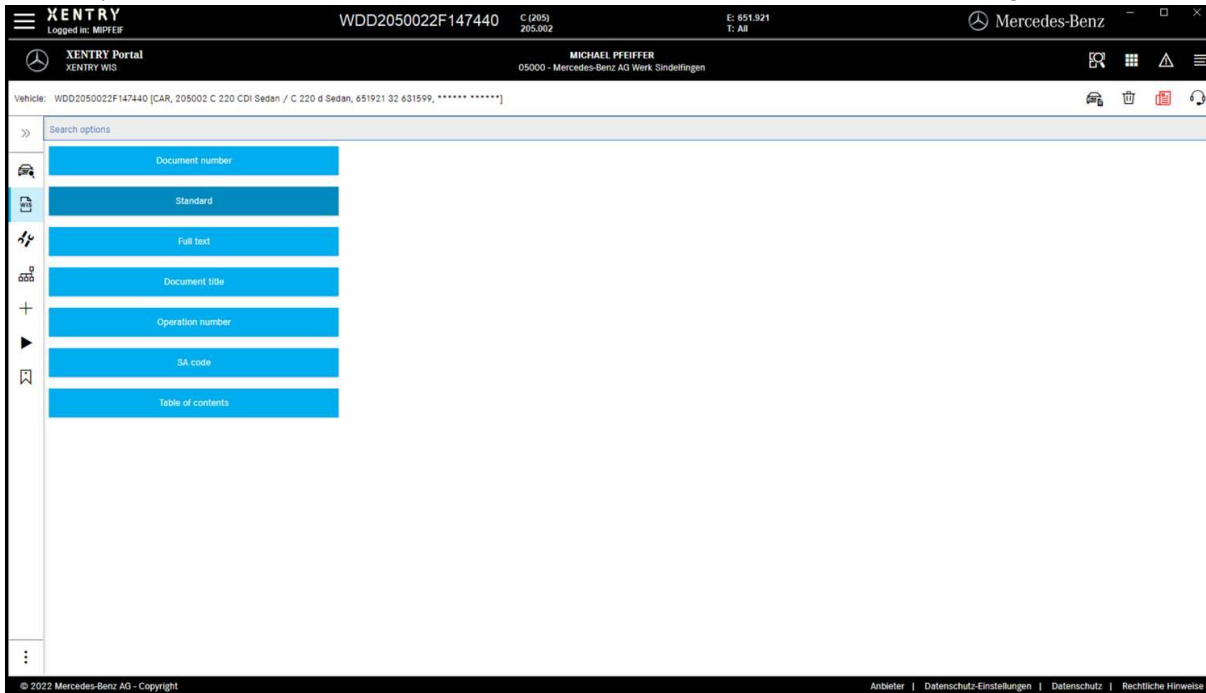 XENTRY
Logged in: MIPFEIF
WDD2050022F147440
C (205)
205.002
E: 651.921
T: All
Mercedes-Benz
XENTRY Portal
XENTRY WIS
MICHAEL PFEIFFER
05000 - Mercedes-Benz AG Werk Sindelfingen
Vehicle: WDD2050022F147440 [CAR, 205002 C 220 CDI Sedan / C 220 d Sedan, 651921 32 631599, ****** ******]
Search options
Document number
WIS
Standard
Full text
Document title
Operation number
SA code
Table of contents
© 2022 Mercedes-Benz AG - Copyright
Anbieter | Datenschutz-Einstellungen | Datenschutz | Rechtliche Hinweise